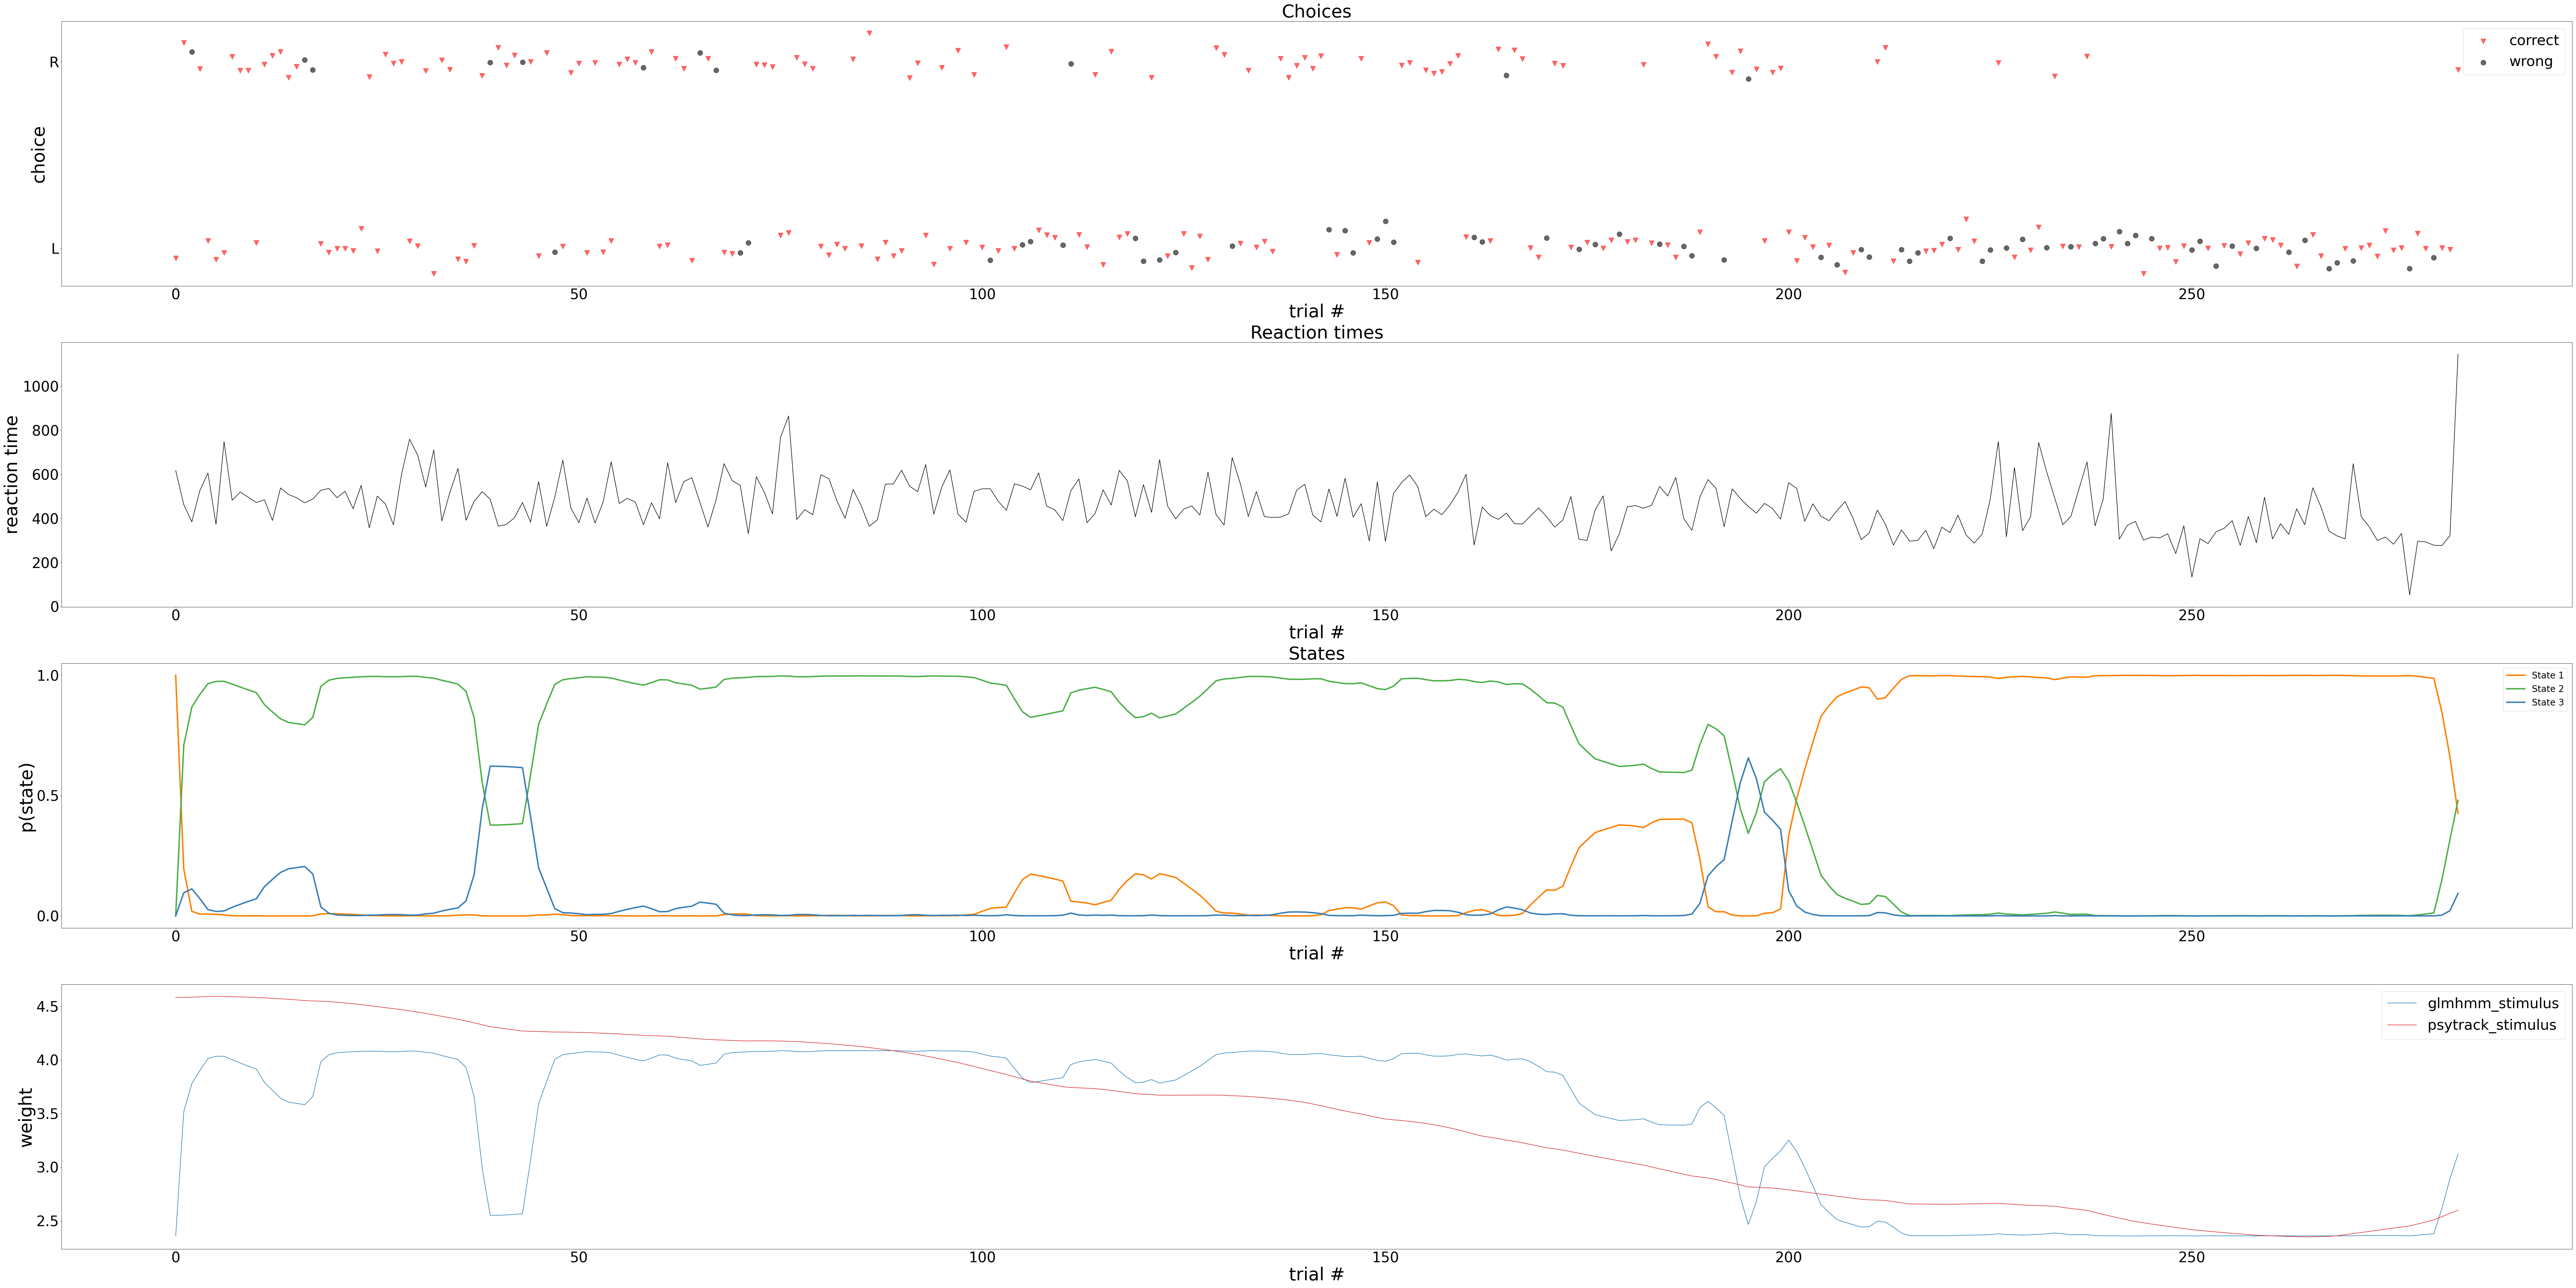 Choices
R
L
choice
correct
wrong
0 50 100 150 200 250
trial #
Reaction times
1000
800
600
400
200
0
reaction time
0 50 100 150 200 250
trial #
States
1.0
0.5
0.0
p(state)
State 1
State 2
State 3
0 50 100 150 200 250
trial #
4.5
4.0
3.5
3.0
2.5
weight
glmhmm_stimulus
psytrack_stimulus
0 50 100 150 200 250
trial #